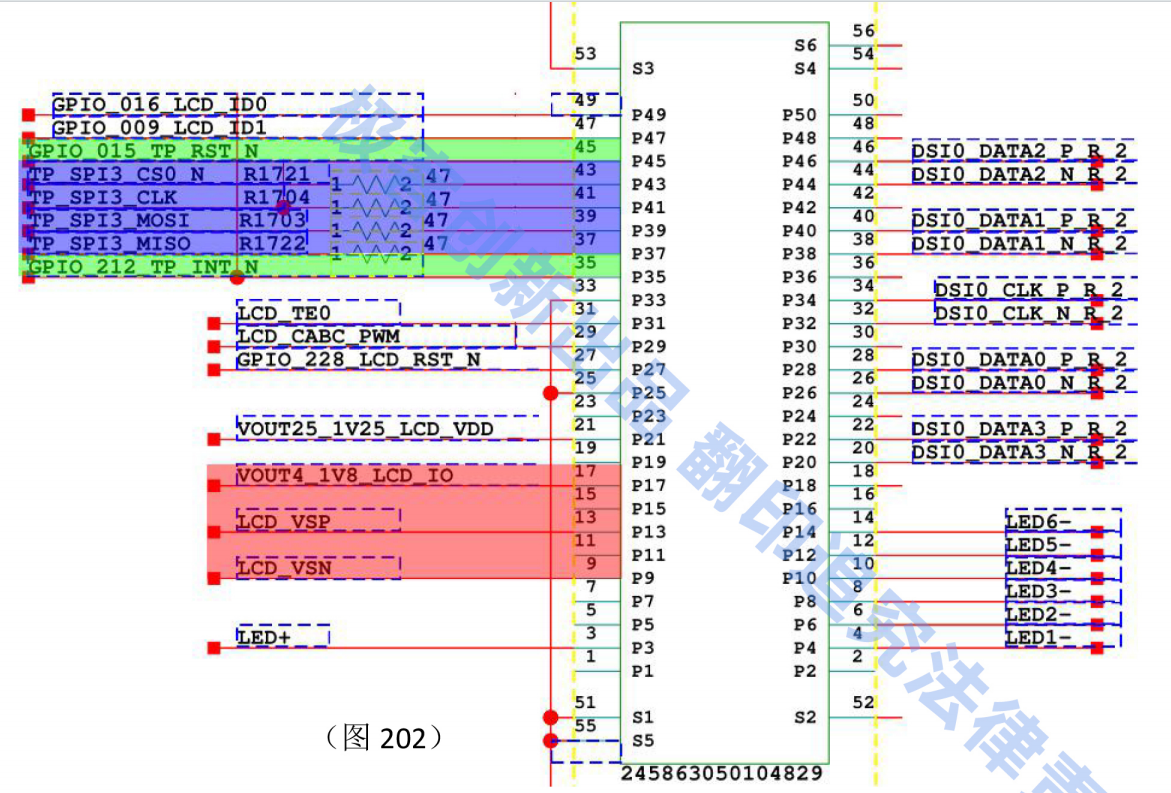 56
53 S6 54
S3 S4
GPIO_016_LCD_ID0 49 50
P49 P50
GPIO_009_LCD_ID1 47 48
P47 P48
GPIO_015_TP_RST_N 45 46 DSI0_DATA2_P_R_2
P45 P46
TP_SPI3_CS0_N R1721 1 2 47 43 44 DSI0_DATA2_N_R_2
P43 P44
TP_SPI3_CLK R1704 1 2 47 41 42
P41 P42
TP_SPI3_MOSI R1703 1 2 47 39 40 DSI0_DATA1_P_R_2
P39 P40
TP_SPI3_MISO R1722 1 2 47 37 38 DSI0_DATA1_N_R_2
P37 P38
GPIO_212_TP_INT_N 35 36
P35 P36
33 34 DSI0_CLK_P_R_2
P33 P34
LCD_TE0 31 32 DSI0_CLK_N_R_2
P31 P32
LCD_CABC_PWM 29 30
P29 P30
GPIO_228_LCD_RST_N 27 28 DSI0_DATA0_P_R_2
P27 P28
25 26 DSI0_DATA0_N_R_2
P25 P26
23 24
P23 P24
VOUT25_1V25_LCD_VDD 21 22 DSI0_DATA3_P_R_2
P21 P22
19 20 DSI0_DATA3_N_R_2
P19 P20
VOUT4_1V8_LCD_IO 17 18
P17 P18
15 16
P15 P16
LCD_VSP 13 14 LED6-
P13 P14
11 12 LED5-
P11 P12
LCD_VSN 9 10 LED4-
P9 P10
7 8 LED3-
P7 P8
5 6 LED2-
P5 P6
LED+ 3 4 LED1-
P3 P4
1 2
P1 P2
51 52
S1 S2
55
S5
（图 202）
245863050104829
极客创新出品 翻印追究法律责